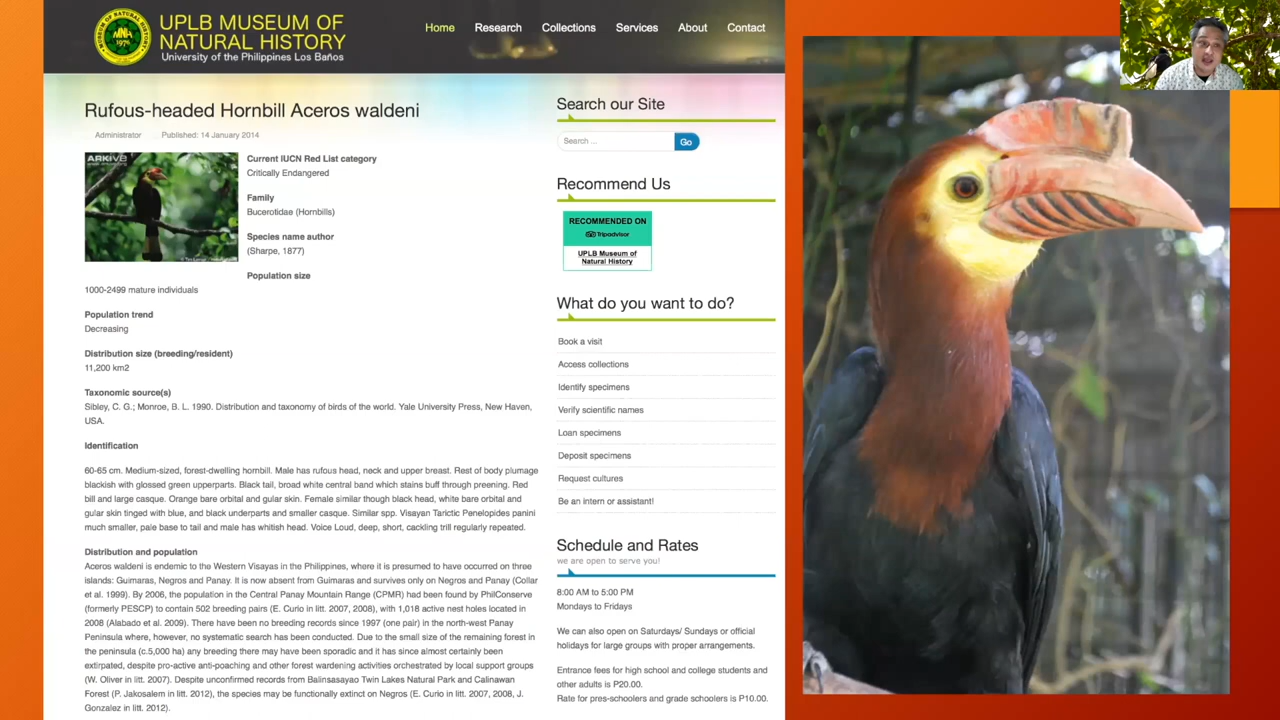 UPLB MUSEUM OF
NATURAL HISTORY
University of the Philippines Los Baños
Home Research Collections Services About Contact
Rufous-headed Hornbill Aceros waldeni
Administrator Published: 14 January 2014
ARKIVE
www.arkive.org
Current IUCN Red List category
Critically Endangered
Family
Bucerotidae (Hornbills)
Species name author
(Sharpe, 1877)
Population size
1000-2499 mature individuals
Population trend
Decreasing
Distribution size (breeding/resident)
11,200 km2
Taxonomic source(s)
Sibley, C. G.; Monroe, B. L. 1990. Distribution and taxonomy of birds of the world. Yale University Press, New Haven,
USA.
Identification
60-65 cm. Medium-sized, forest-dwelling hornbill. Male has rufous head, neck and upper breast. Rest of body plumage
blackish with glossed green upperparts. Black tail, broad white central band which stains buff through preening. Red
bill and large casque. Orange bare orbital and gular skin. Female similar though black head, white bare orbital and
gular skin tinged with blue, and black underparts and smaller casque. Similar spp. Visayan Tarictic Penelopides panini
much smaller, pale base to tail and male has whitish head. Voice Loud, deep, short, cackling trill regularly repeated.
Distribution and population
Aceros waldeni is endemic to the Western Visayas in the Philippines, where it is presumed to have occurred on three
islands: Guimaras, Negros and Panay. It is now absent from Guimaras and survives only on Negros and Panay (Collar
et al. 1999). By 2006, the population in the Central Panay Mountain Range (CPMR) had been found by PhilConserve
(formerly PESCP) to contain 502 breeding pairs (E. Curio in litt. 2007, 2008), with 1,018 active nest holes located in
2008 (Alabado et al. 2009). There have been no breeding records since 1997 (one pair) in the north-west Panay
Peninsula where, however, no systematic search has been conducted. Due to the small size of the remaining forest in
the peninsula (c.5,000 ha) any breeding there may have been sporadic and it has since almost certainly been
extirpated, despite pro-active anti-poaching and other forest wardening activities orchestrated by local support groups
(W. Oliver in litt. 2007). Despite unconfirmed records from Balinsasayao Twin Lakes Natural Park and Calinawan
Forest (P. Jakosalem in litt. 2012), the species may be functionally extinct on Negros (E. Curio in litt. 2007, 2008, J.
Gonzalez in litt. 2012).
Search our Site
Search ... Go
Recommend Us
RECOMMENDED ON
Tripadvisor
UPLB Museum of
Natural History
What do you want to do?
Book a visit
Access collections
Identify specimens
Verify scientific names
Loan specimens
Deposit specimens
Request cultures
Be an intern or assistant!
Schedule and Rates
we are open to serve you!
8:00 AM to 5:00 PM
Mondays to Fridays
We can also open on Saturdays/ Sundays or official
holidays for large groups with proper arrangements.
Entrance fees for high school and college students and
other adults is P20.00.
Rate for pre-schoolers and grade schoolers is P10.00.